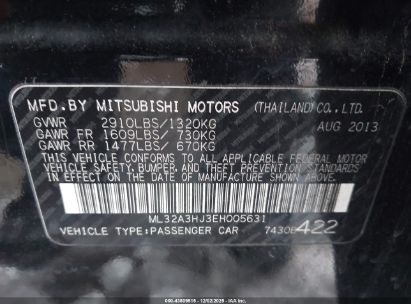 MFD.BY MITSUBISHI MOTORS (THAILAND) CO., LTD.
GVWR 2910LBS/1320KG AUG 2013
GAWR FR 1609LBS/ 730KG
GAWR RR 1477LBS/ 670KG
THIS VEHICLE CONFORMS TO ALL APPLICABLE FEDERAL MOTOR
VEHICLE SAFETY, BUMPER, AND THEFT PREVENTION STANDARDS
IN EFFECT ON THE DATE OF MANUFACTURE SHOWN ABOVE.
ML32A3HJ3EH005631
VEHICLE TYPE:PASSENGER CAR 7430E422